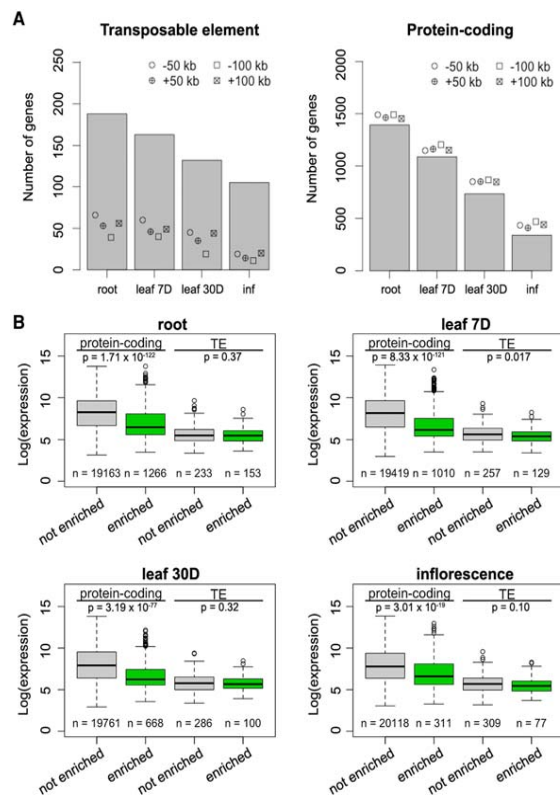 A
Transposable element
Protein-coding
○ -50 kb □ -100 kb
⊕ +50 kb ⊠ +100 kb
○ -50 kb □ -100 kb
⊕ +50 kb ⊠ +100 kb
Number of genes
250
200
150
100
50
0
root leaf 7D leaf 30D inf
Number of genes
2000
1500
1000
500
0
root leaf 7D leaf 30D inf
B
root
protein-coding TE
p = 1.71 x 10-122 p = 0.37
Log(expression)
15
10
5
0
n = 19163 n = 1266 n = 233 n = 153
not enriched enriched not enriched enriched
leaf 7D
protein-coding TE
p = 8.33 x 10-121 p = 0.017
Log(expression)
15
10
5
0
n = 19419 n = 1010 n = 257 n = 129
not enriched enriched not enriched enriched
leaf 30D
protein-coding TE
p = 3.19 x 10-77 p = 0.32
Log(expression)
15
10
5
0
n = 19761 n = 668 n = 286 n = 100
not enriched enriched not enriched enriched
inflorescence
protein-coding TE
p = 3.01 x 10-19 p = 0.10
Log(expression)
15
10
5
0
n = 20118 n = 311 n = 309 n = 77
not enriched enriched not enriched enriched